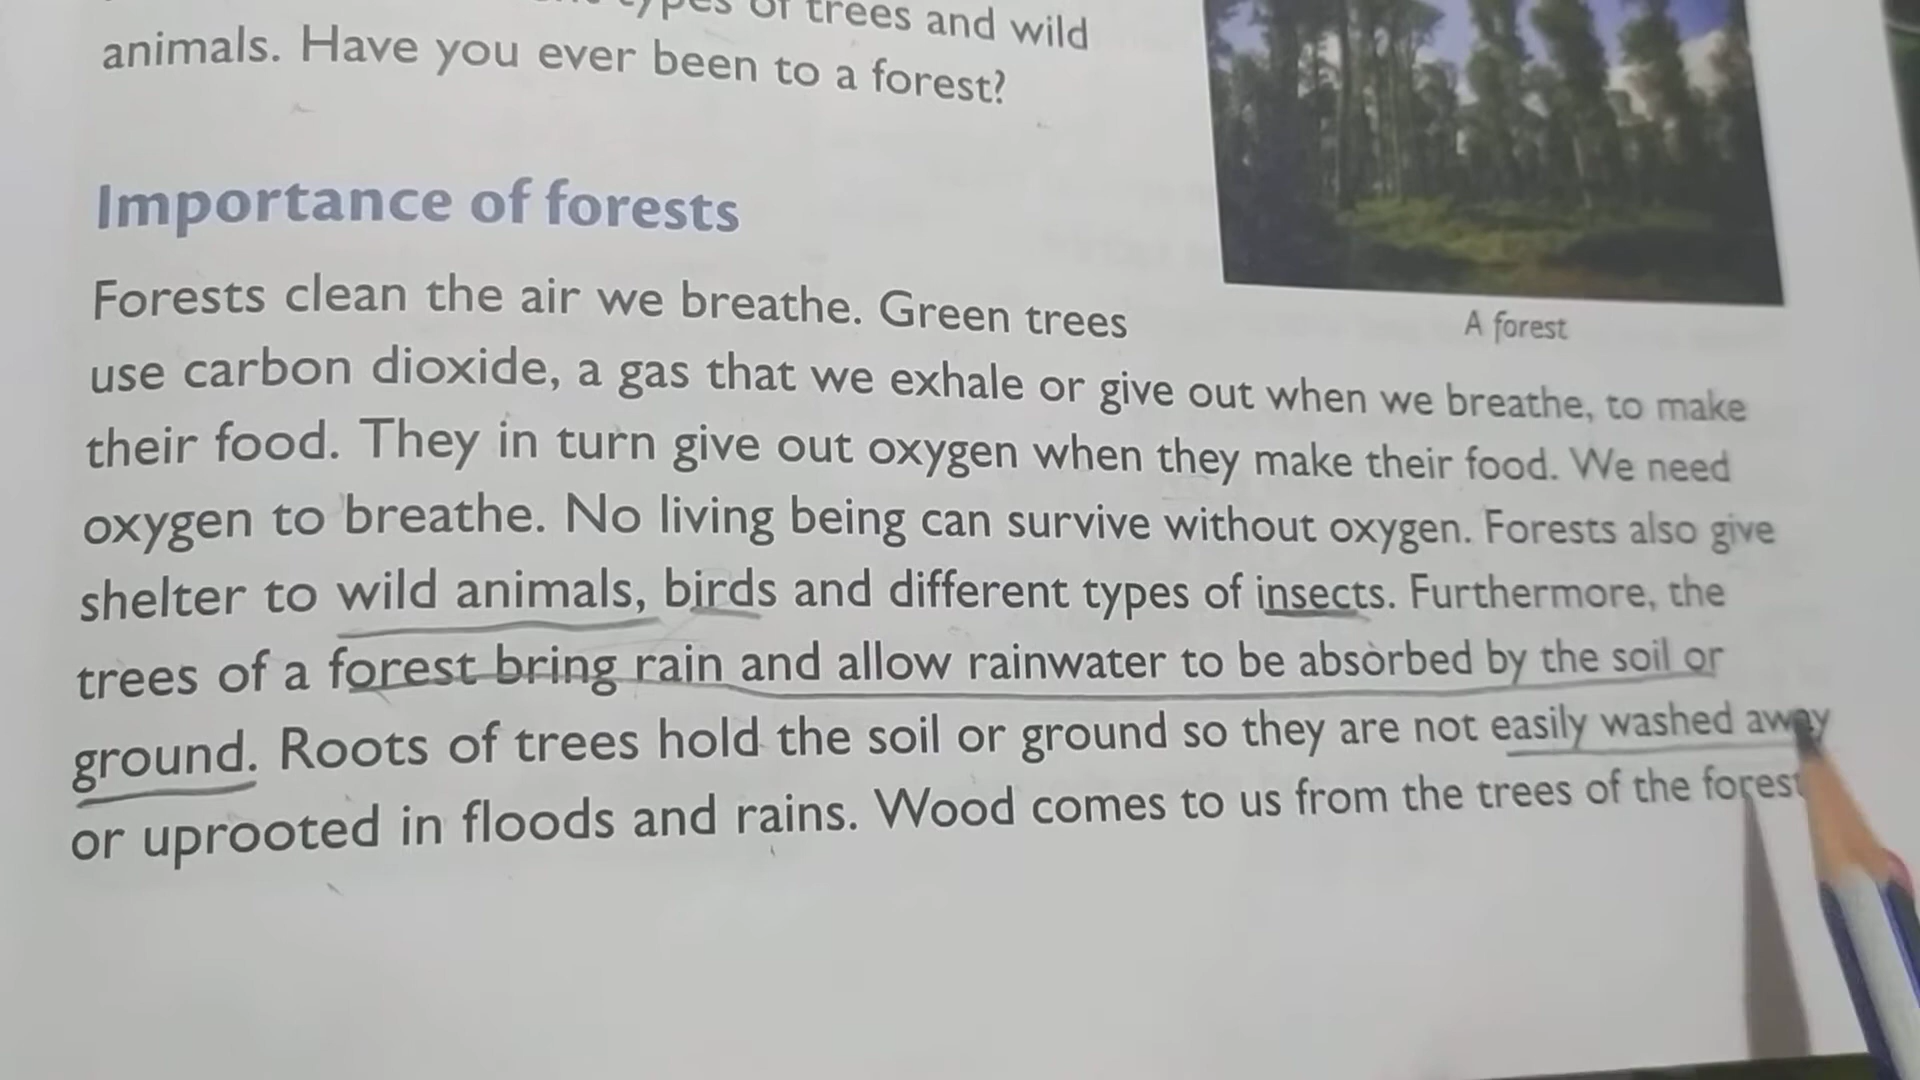 types of trees and wild
animals. Have you ever been to a forest?
Importance of forests
Forests clean the air we breathe. Green trees
A forest
use carbon dioxide, a gas that we exhale or give out when we breathe, to make
their food. They in turn give out oxygen when they make their food. We need
oxygen to breathe. No living being can survive without oxygen. Forests also give
shelter to wild animals, birds and different types of insects. Furthermore, the
trees of a forest bring rain and allow rainwater to be absorbed by the soil or
ground. Roots of trees hold the soil or ground so they are not easily washed away
or uprooted in floods and rains. Wood comes to us from the trees of the forest